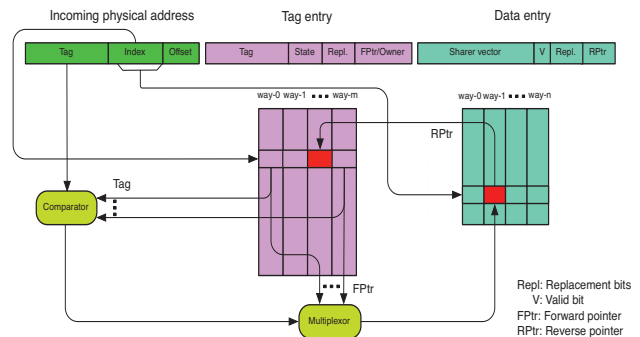 Incoming physical address
Tag entry
Data entry
Tag Index Offset
Tag State Repl. FPtr/Owner
Sharer vector V Repl. RPtr
way-0 way-1 way-m
way-0 way-1 way-n
RPtr
Tag
Comparator
FPtr
Multiplexor
Repl: Replacement bits
V: Valid bit
FPtr: Forward pointer
RPtr: Reverse pointer